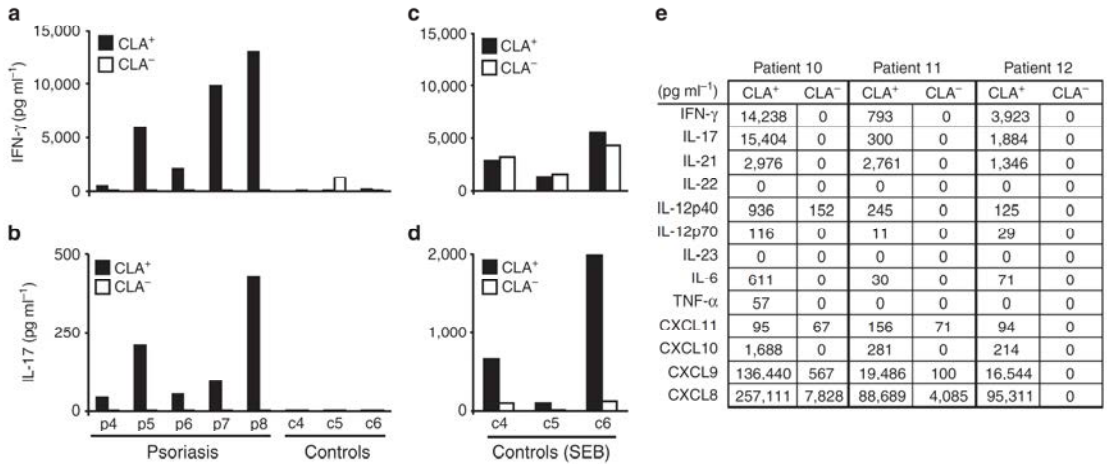 a
15,000
10,000
5,000
0
IFN-γ (pg ml⁻¹)
CLA⁺
CLA⁻
b
500
250
0
IL-17 (pg ml⁻¹)
CLA⁺
CLA⁻
p4 p5 p6 p7 p8 c4 c5 c6
Psoriasis Controls
c
15,000
10,000
5,000
0
CLA⁺
CLA⁻
d
2,000
1,000
0
CLA⁺
CLA⁻
c4 c5 c6
Controls (SEB)
e
Patient 10 Patient 11 Patient 12
(pg ml⁻¹) CLA⁺ CLA⁻ CLA⁺ CLA⁻ CLA⁺ CLA⁻
IFN-γ 14,238 0 793 0 3,923 0
IL-17 15,404 0 300 0 1,884 0
IL-21 2,976 0 2,761 0 1,346 0
IL-22 0 0 0 0 0 0
IL-12p40 936 152 245 0 125 0
IL-12p70 116 0 11 0 29 0
IL-23 0 0 0 0 0 0
IL-6 611 0 30 0 71 0
TNF-α 57 0 0 0 0 0
CXCL11 95 67 156 71 94 0
CXCL10 1,688 0 281 0 214 0
CXCL9 136,440 567 19,486 100 16,544 0
CXCL8 257,111 7,828 88,689 4,085 95,311 0